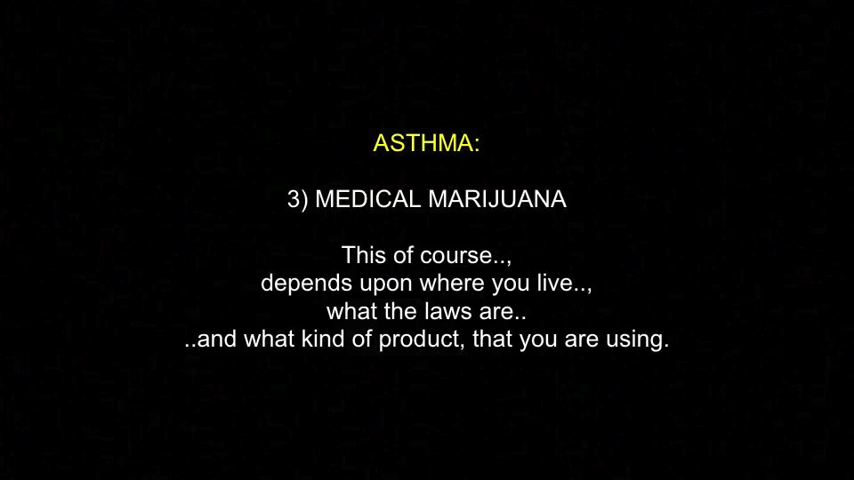 ASTHMA:
3) MEDICAL MARIJUANA
This of course..,
depends upon where you live..,
what the laws are..
..and what kind of product, that you are using.